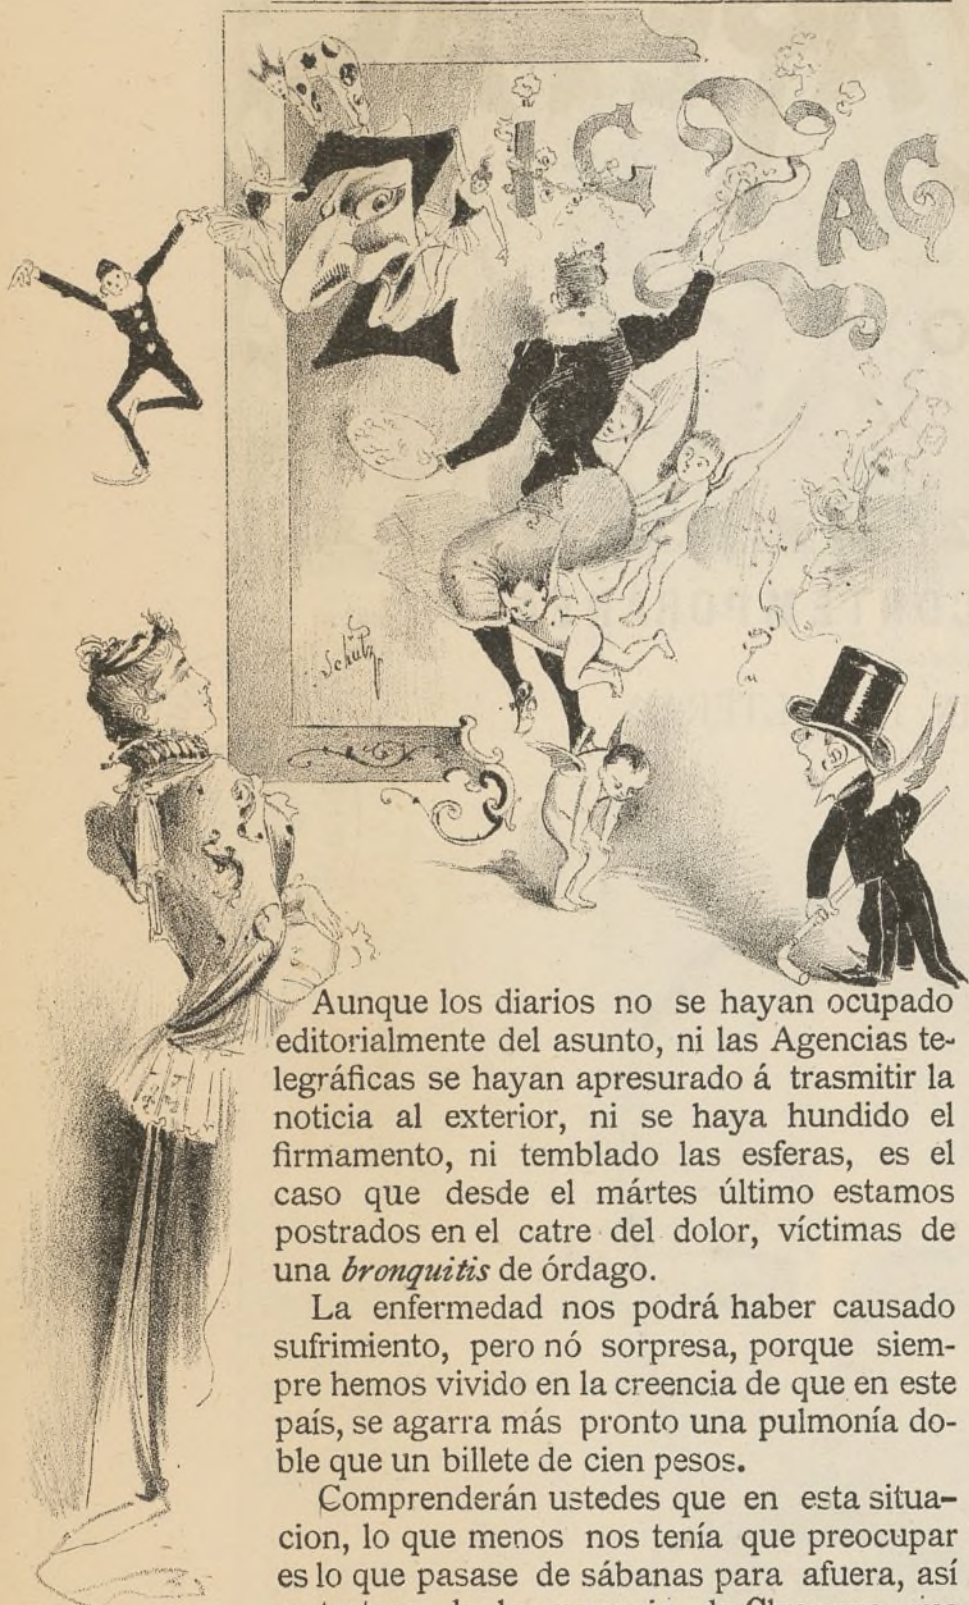 ZIG ZAG
Schütz
Aunque los diarios no se hayan ocupado
editorialmente del asunto, ni las Agencias te-
legráficas se hayan apresurado á trasmitir la
noticia al exterior, ni se haya hundido el
firmamento, ni temblado las esferas, es el
caso que desde el mártes último estamos
postrados en el catre del dolor, víctimas de
una bronquitis de órdago.
La enfermedad nos podrá haber causado
sufrimiento, pero nó sorpresa, porque siem-
pre hemos vivido en la creencia de que en este
país, se agarra más pronto una pulmonía do-
ble que un billete de cien pesos.
Comprenderán ustedes que en esta situa-
cion, lo que menos nos tenía que preocupar
es lo que pasase de sábanas para afuera, así